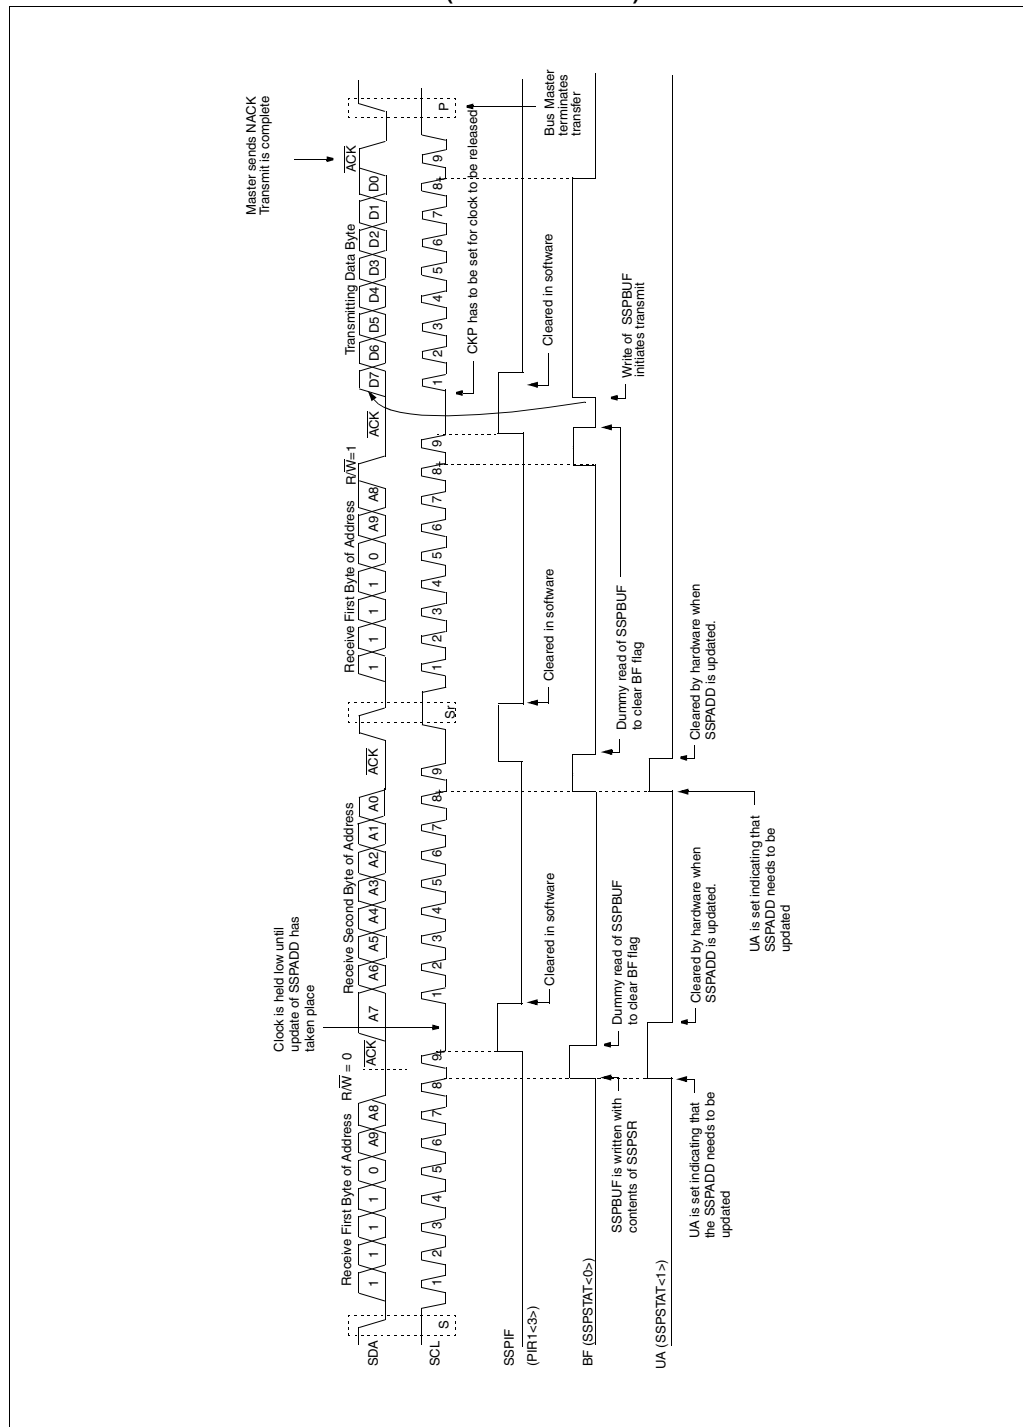 Master sends NACK
Transmit is complete
Clock is held low until
update of SSPADD has
taken place
Receive First Byte of Address R/W = 0
Receive Second Byte of Address
Receive First Byte of Address R/W=1
Transmitting Data Byte
ACK
ACK
ACK
ACK
SDA
1 1 1 1 0 A9 A8
A7 A6 A5 A4 A3 A2 A1 A0
1 1 1 1 0 A9 A8
D7 D6 D5 D4 D3 D2 D1 D0
SCL
S
1 2 3 4 5 6 7 8 9
1 2 3 4 5 6 7 8 9
Sr
1 2 3 4 5 6 7 8 9
1 2 3 4 5 6 7 8 9
P
CKP has to be set for clock to be released
Bus Master
terminates
transfer
SSPIF
(PIR1<3>)
Cleared in software
Cleared in software
Cleared in software
BF (SSPSTAT<0>)
SSPBUF is written with
contents of SSPSR
Dummy read of SSPBUF
to clear BF flag
Dummy read of SSPBUF
to clear BF flag
Write of SSPBUF
initiates transmit
UA (SSPSTAT<1>)
UA is set indicating that
the SSPADD needs to be
updated
Cleared by hardware when
SSPADD is updated.
UA is set indicating that
SSPADD needs to be
updated
Cleared by hardware when
SSPADD is updated.